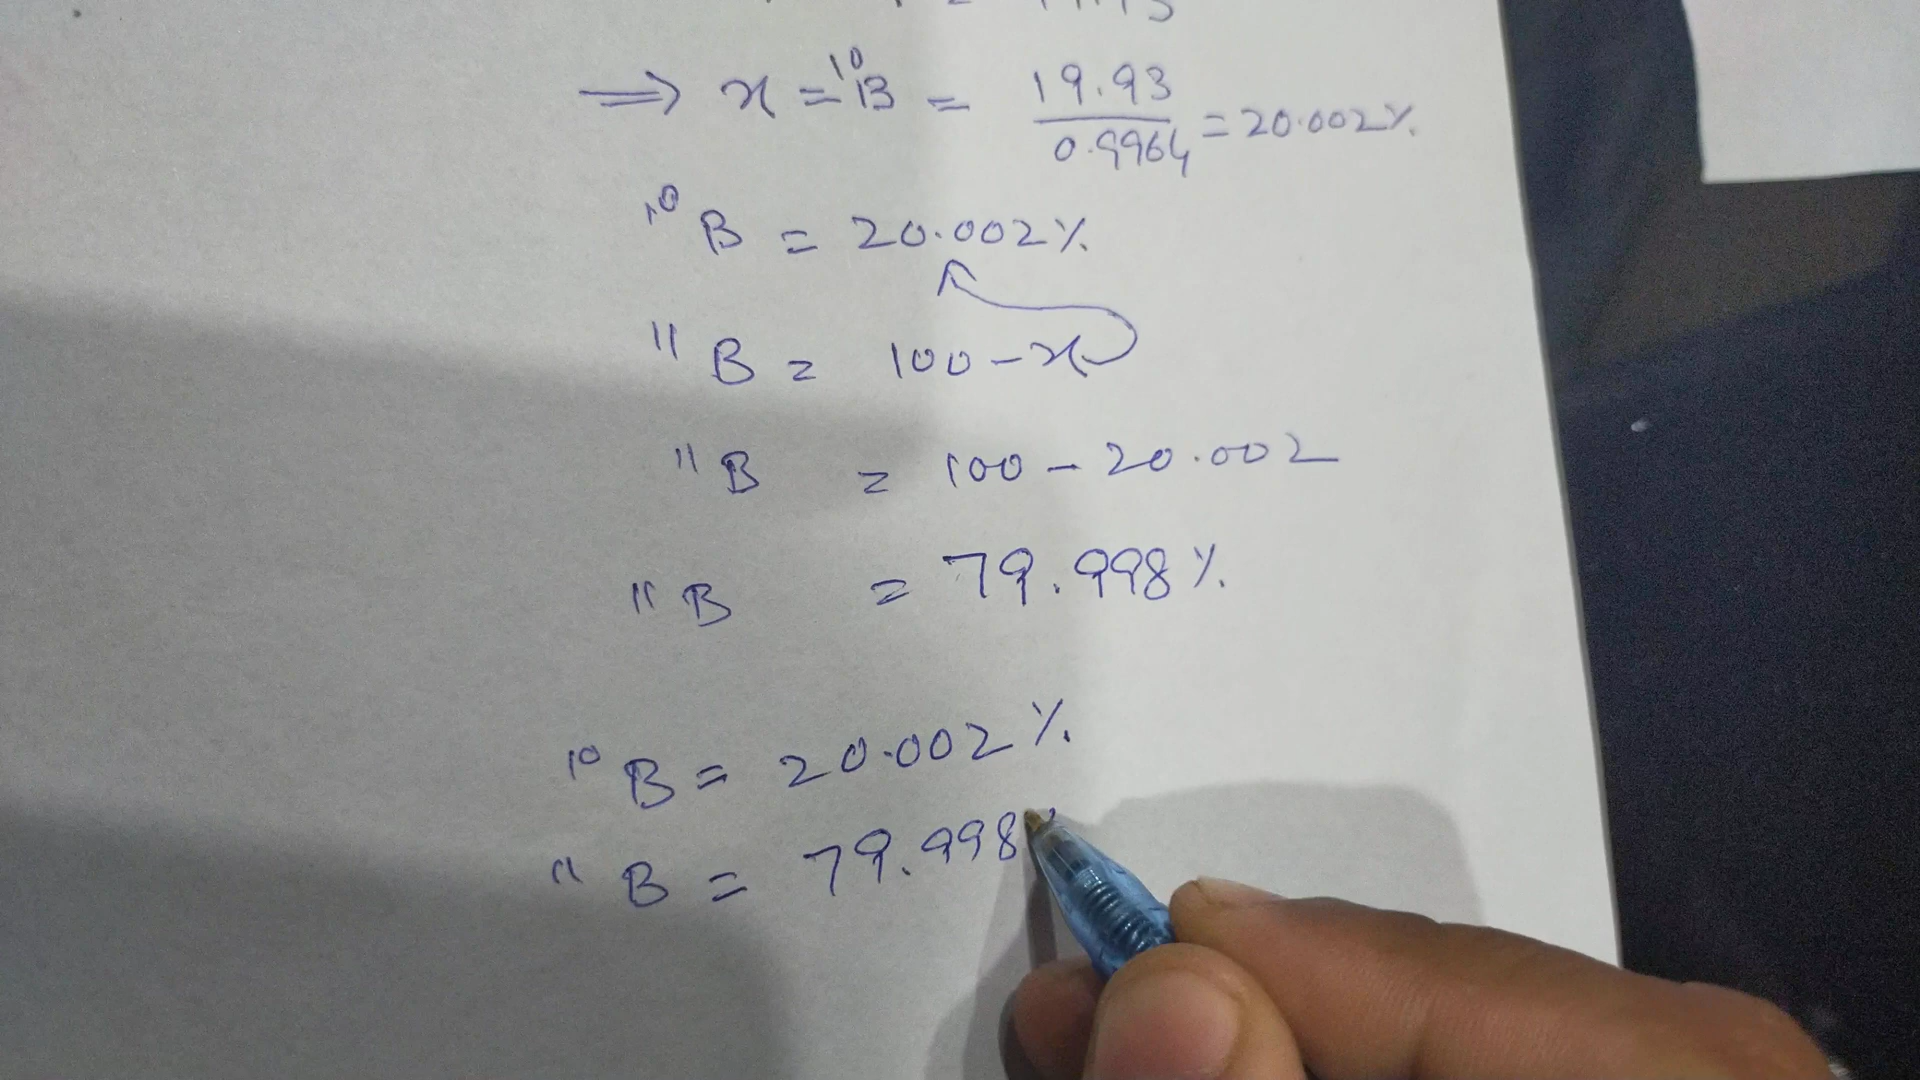 ⟹ x = ¹⁰B = 19.93 / 0.9964 = 20.002%
¹⁰B = 20.002%
¹¹B = 100 - x
¹¹B = 100 - 20.002
¹¹B = 79.998%
¹⁰B = 20.002%
¹¹B = 79.998